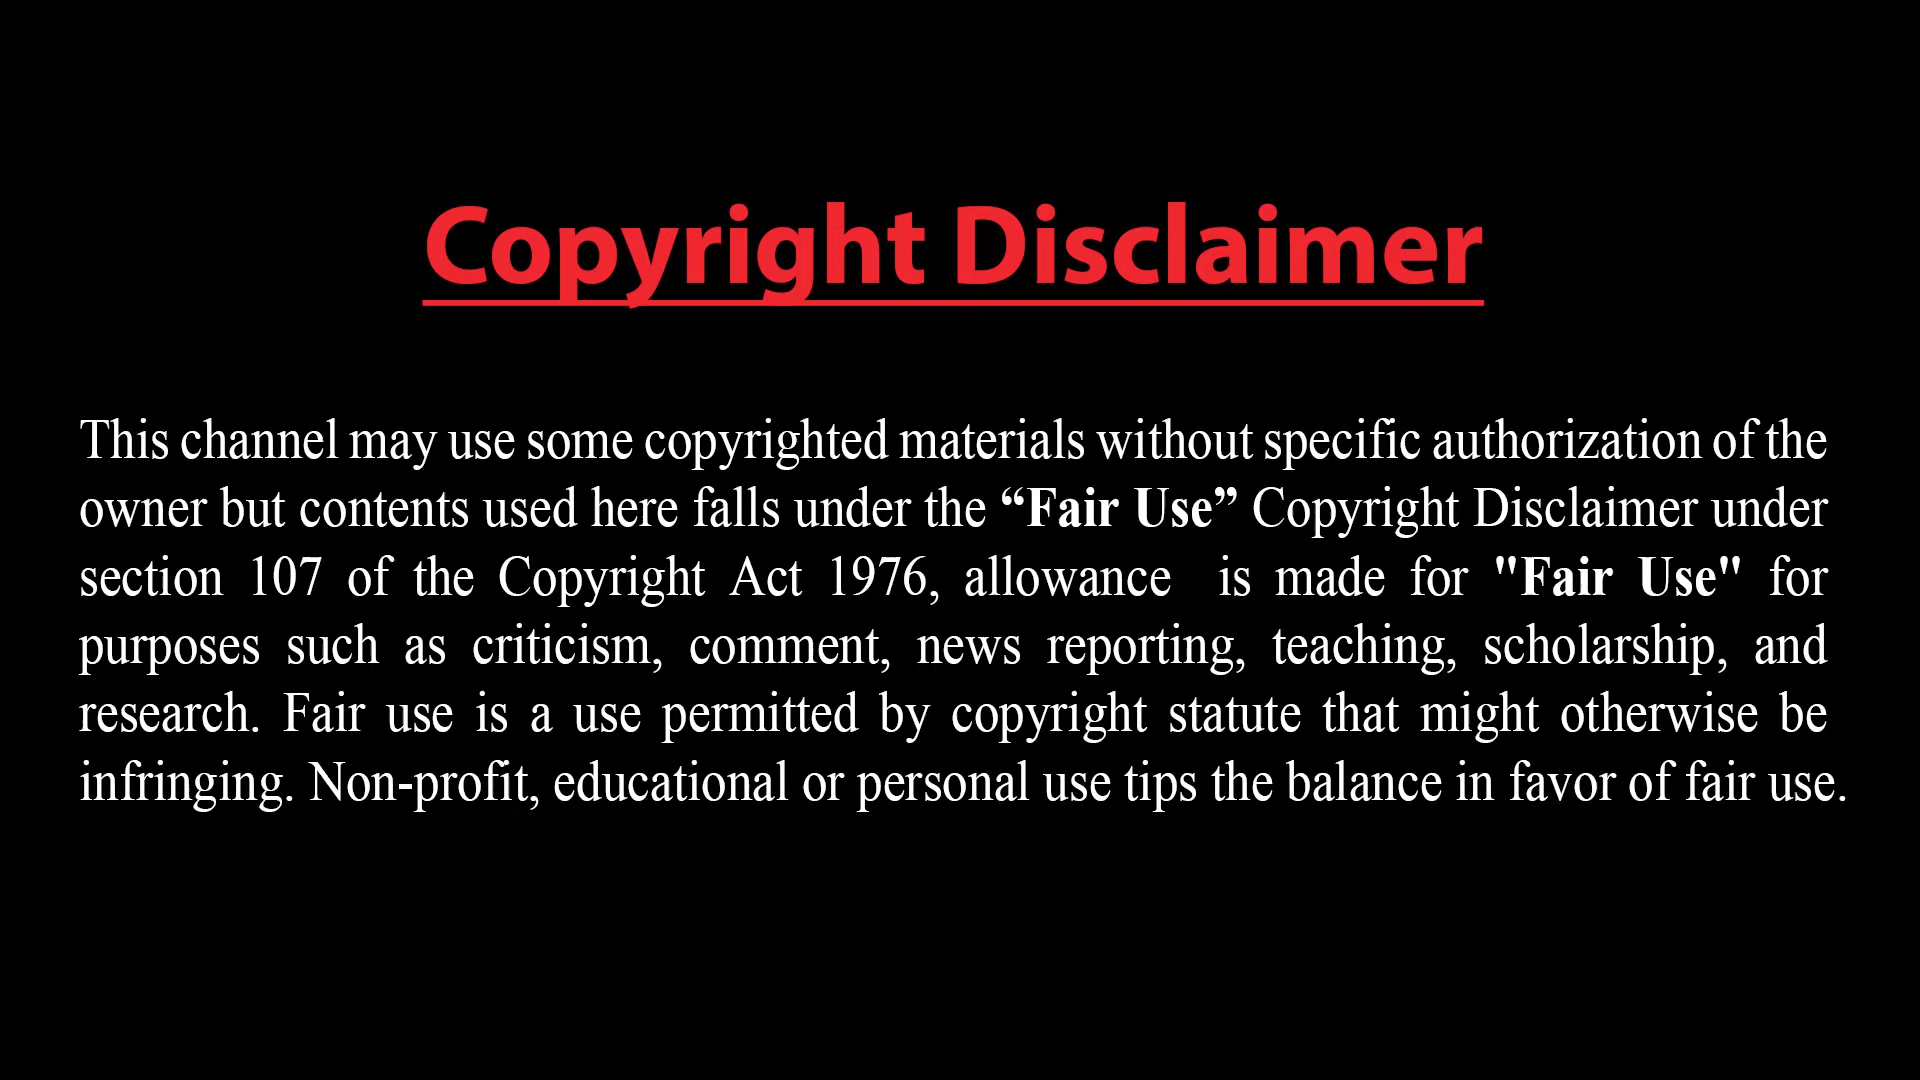 Copyright Disclaimer
This channel may use some copyrighted materials without specific authorization of the
owner but contents used here falls under the “Fair Use” Copyright Disclaimer under
section 107 of the Copyright Act 1976, allowance is made for "Fair Use" for
purposes such as criticism, comment, news reporting, teaching, scholarship, and
research. Fair use is a use permitted by copyright statute that might otherwise be
infringing. Non-profit, educational or personal use tips the balance in favor of fair use.